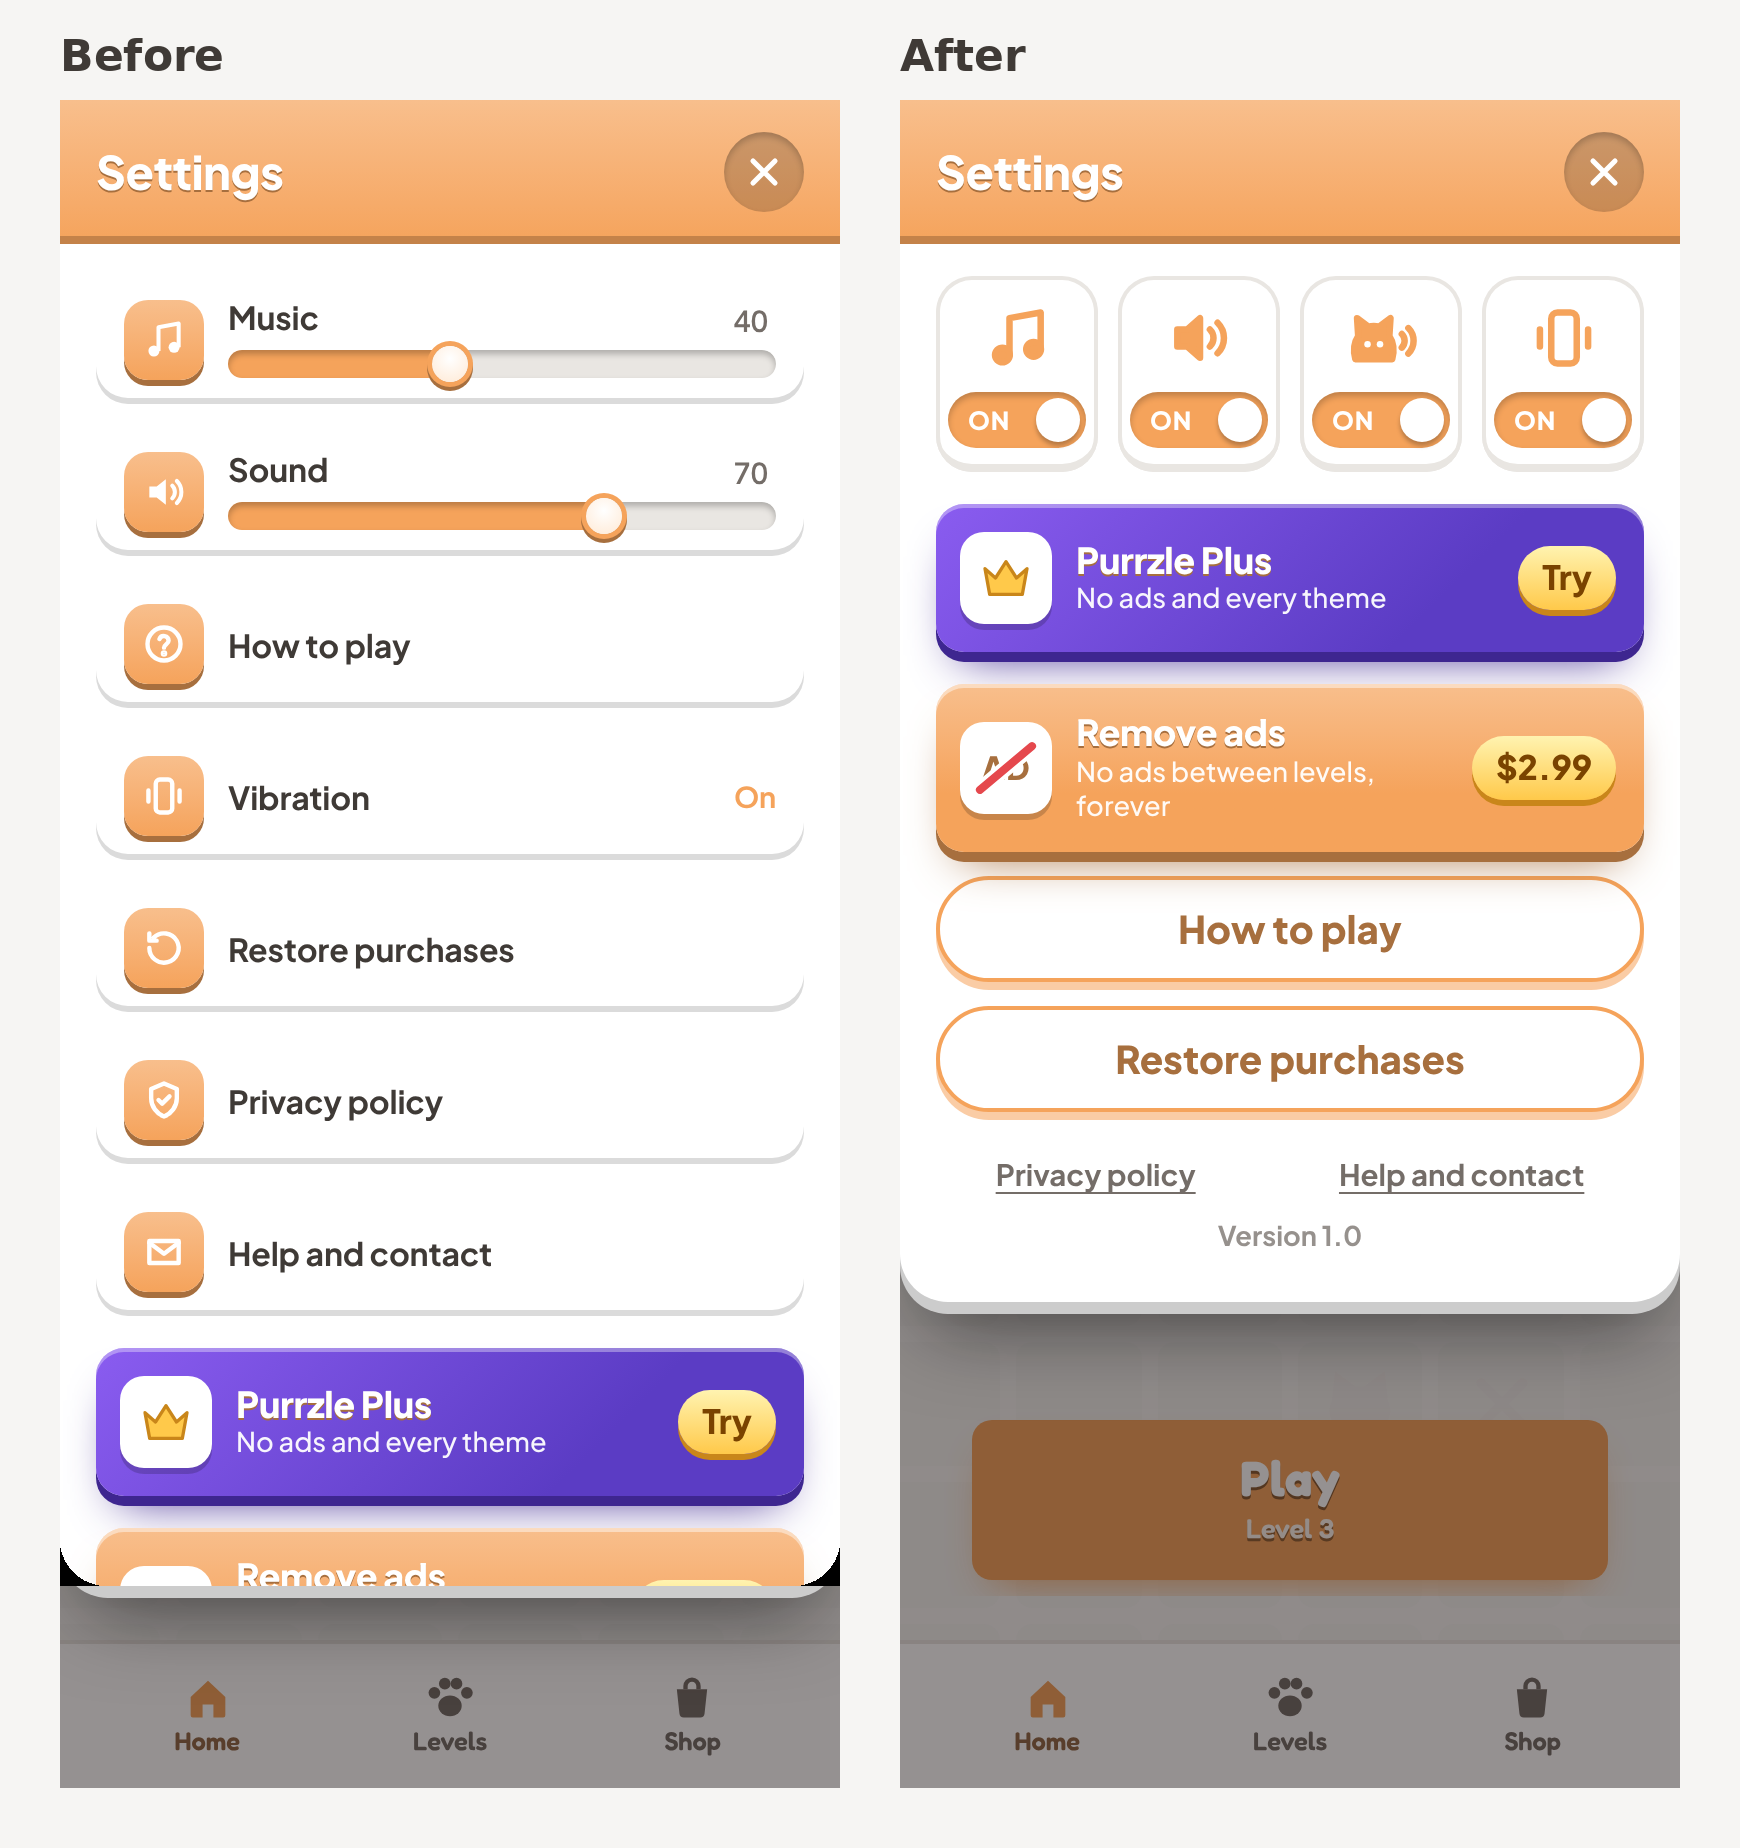 Before
Settings
Music
40
Sound
70
How to play
Vibration
On
Restore purchases
Privacy policy
Help and contact
Purrzle Plus
No ads and every theme
Try
Remove ads
Home
Levels
Shop
After
Settings
ON
ON
ON
ON
Purrzle Plus
No ads and every theme
Try
AD
Remove ads
No ads between levels,
forever
$2.99
How to play
Restore purchases
Privacy policy
Help and contact
Version 1.0
Play
Level 3
Home
Levels
Shop